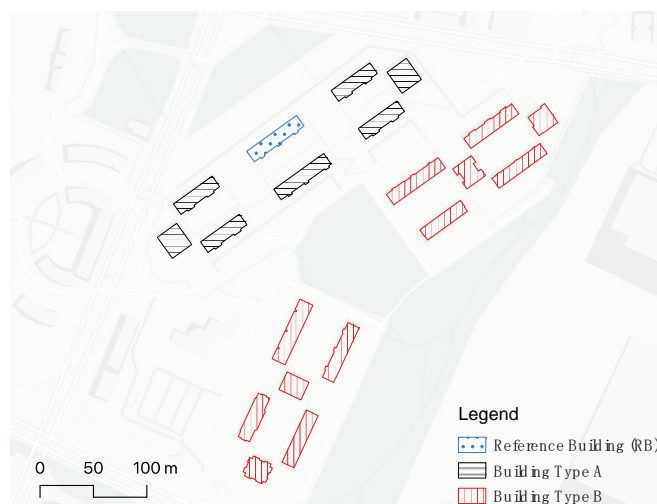 Legend
Reference Building (RB)
Building Type A
Building Type B
0 50 100 m